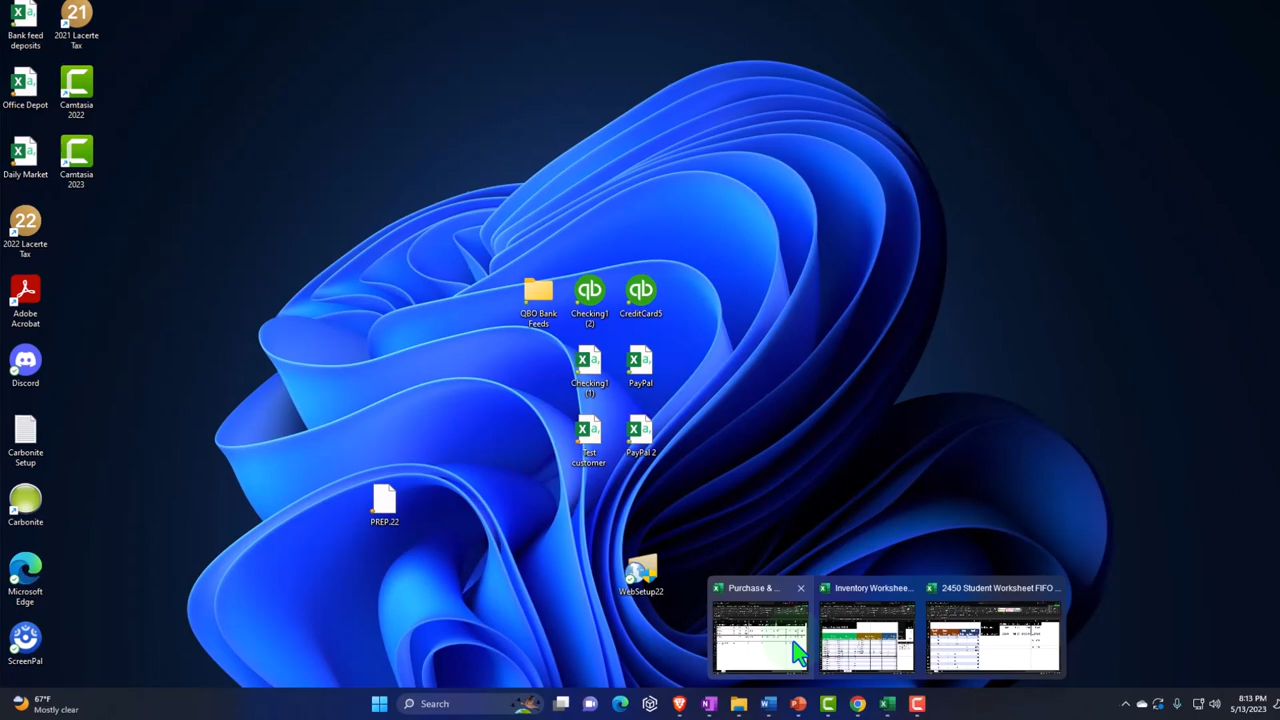 Bank feed
deposits
21
2021 Lacerte
Tax
Office Depot
Camtasia
2022
Daily Market
Camtasia
2023
22
2022 Lacerte
Tax
Adobe
Acrobat
Discord
Carbonite
Setup
Carbonite
Microsoft
Edge
ScreenPal
QBO Bank
Feeds
qb
Checking1
(2)
qb
CreditCard5
Checking1
(1)
PayPal
Test
customer
PayPal 2
PREP.22
WebSetup22
Purchase & ...
Inventory Workshee...
2450 Student Worksheet FIFO ...
67°F
Mostly clear
Search
8:13 PM
5/13/2023